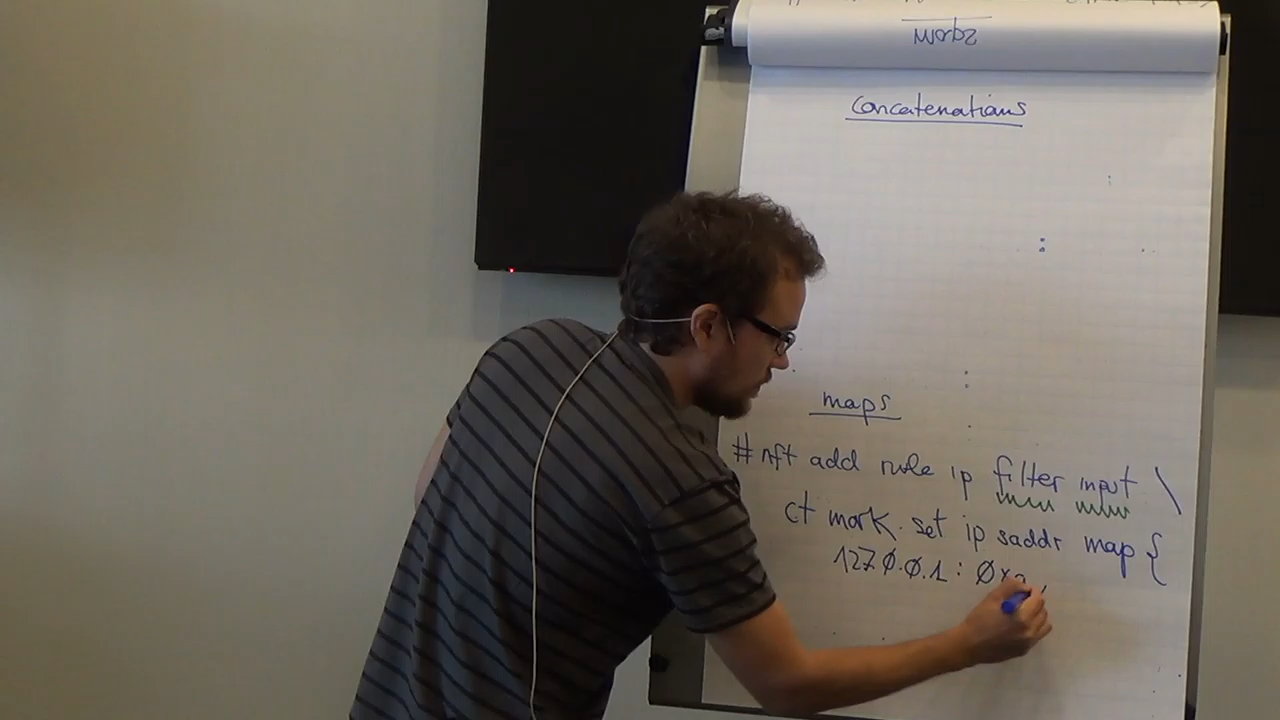 Concatenations
maps
#nft add rule ip filter input \
ct mark set ip saddr map {
127.0.0.1 : 0x